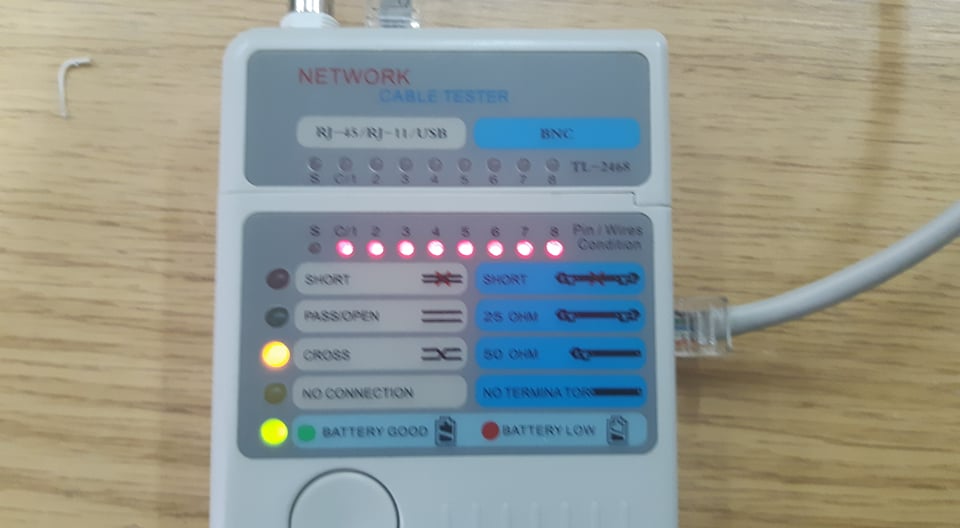 NETWORK
CABLE TESTER
RJ-45/RJ-11/USB BNC
S C/1 2 3 4 5 6 7 8 TL-2468
S C/1 2 3 4 5 6 7 8 Pin / Wires
Condition
SHORT SHORT
PASS/OPEN 25 OHM
CROSS 50 OHM
NO CONNECTION NO TERMINATOR
BATTERY GOOD BATTERY LOW